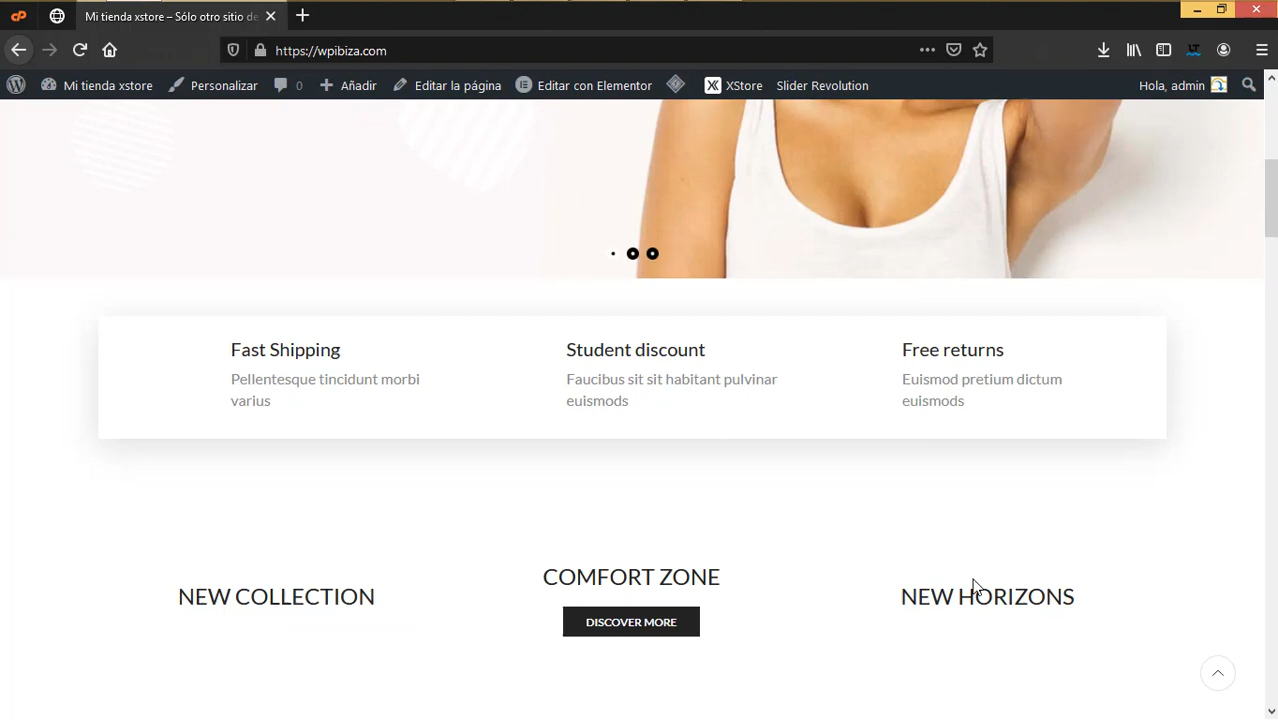 Mi tienda xstore – Sólo otro sitio de
https://wpibiza.com
Mi tienda xstore Personalizar 0 Añadir Editar la página Editar con Elementor XStore Slider Revolution Hola, admin
Fast Shipping
Pellentesque tincidunt morbi
varius
Student discount
Faucibus sit sit habitant pulvinar
euismods
Free returns
Euismod pretium dictum
euismods
NEW COLLECTION
COMFORT ZONE
DISCOVER MORE
NEW HORIZONS